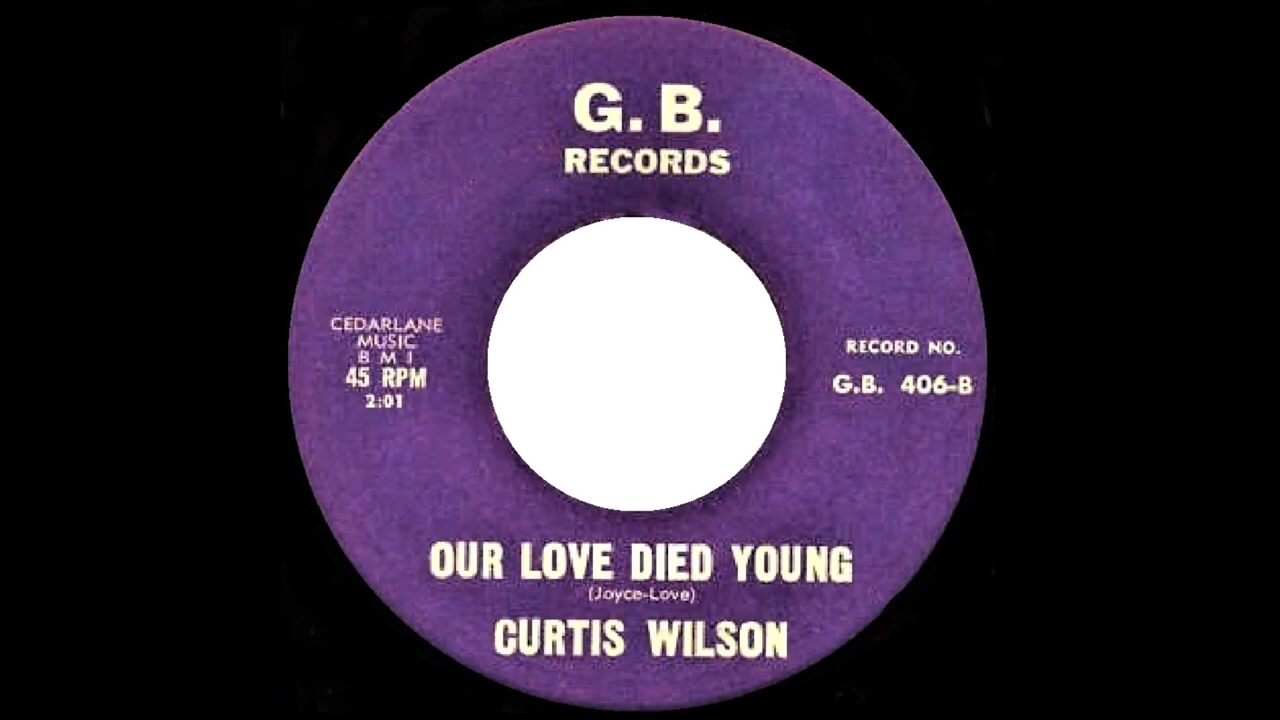 G. B.
RECORDS
CEDARLANE
MUSIC
B M I
45 RPM
2:01
RECORD NO.
G.B. 406-B
OUR LOVE DIED YOUNG
(Joyce-Love)
CURTIS WILSON